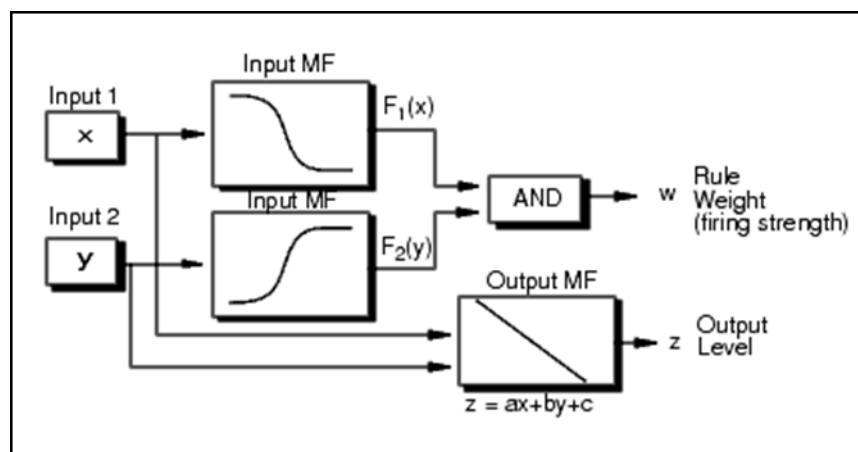 Input MF
Input 1
x
F1(x)
Input MF
Input 2
y
F2(y)
AND
w
Rule
Weight
(firing strength)
Output MF
z
Output
Level
z = ax+by+c